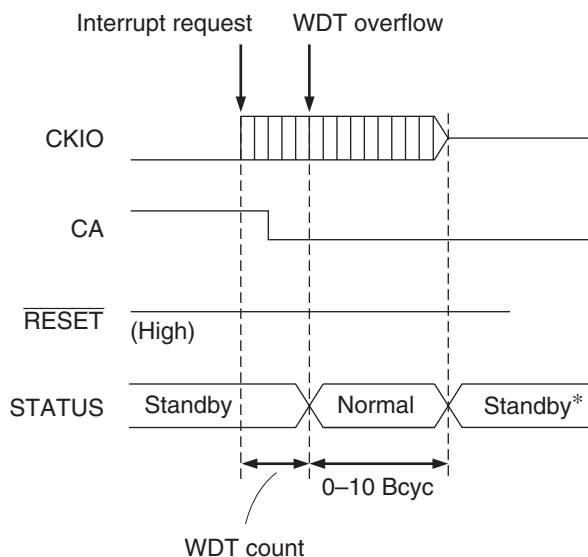 Interrupt request WDT overflow
CKIO
CA
RESET
(High)
STATUS Standby Normal Standby*
0–10 Bcyc
WDT count